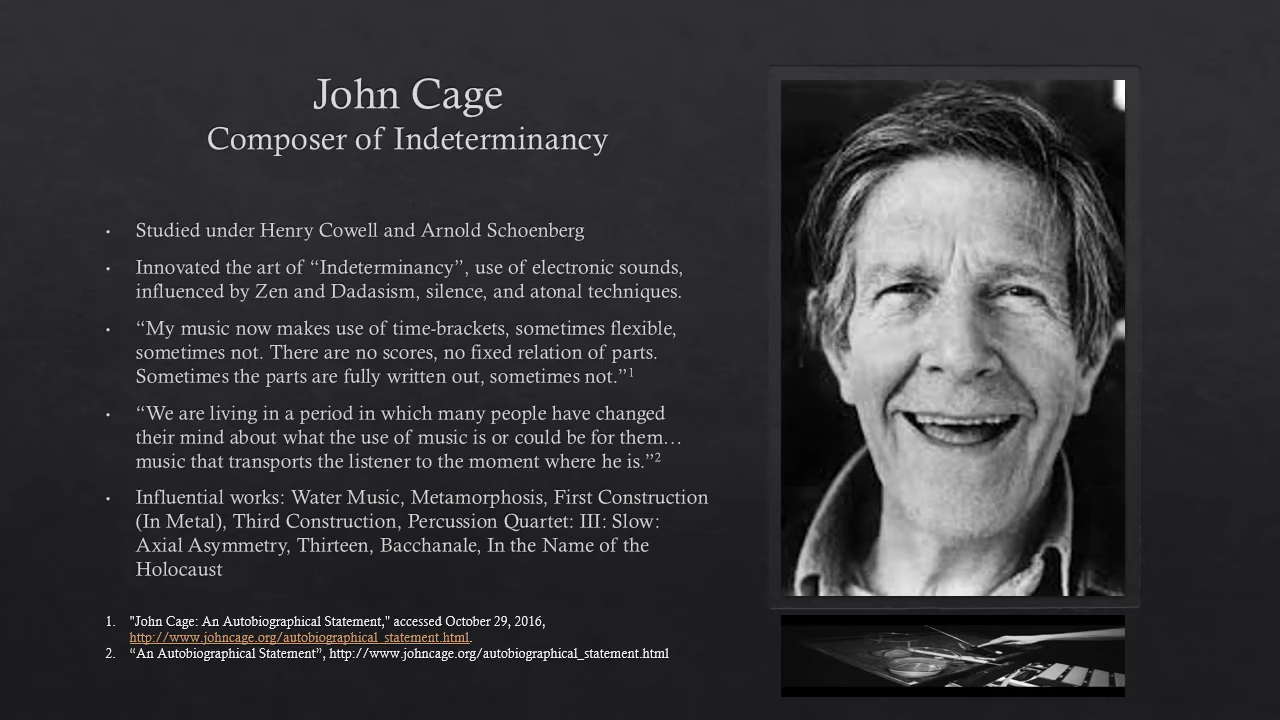 John Cage
Composer of Indeterminancy
• Studied under Henry Cowell and Arnold Schoenberg
• Innovated the art of “Indeterminancy”, use of electronic sounds,
influenced by Zen and Dadasism, silence, and atonal techniques.
• “My music now makes use of time-brackets, sometimes flexible,
sometimes not. There are no scores, no fixed relation of parts.
Sometimes the parts are fully written out, sometimes not.”1
• “We are living in a period in which many people have changed
their mind about what the use of music is or could be for them…
music that transports the listener to the moment where he is.”2
• Influential works: Water Music, Metamorphosis, First Construction
(In Metal), Third Construction, Percussion Quartet: III: Slow:
Axial Asymmetry, Thirteen, Bacchanale, In the Name of the
Holocaust
1. "John Cage: An Autobiographical Statement," accessed October 29, 2016,
http://www.johncage.org/autobiographical_statement.html.
2. “An Autobiographical Statement”, http://www.johncage.org/autobiographical_statement.html